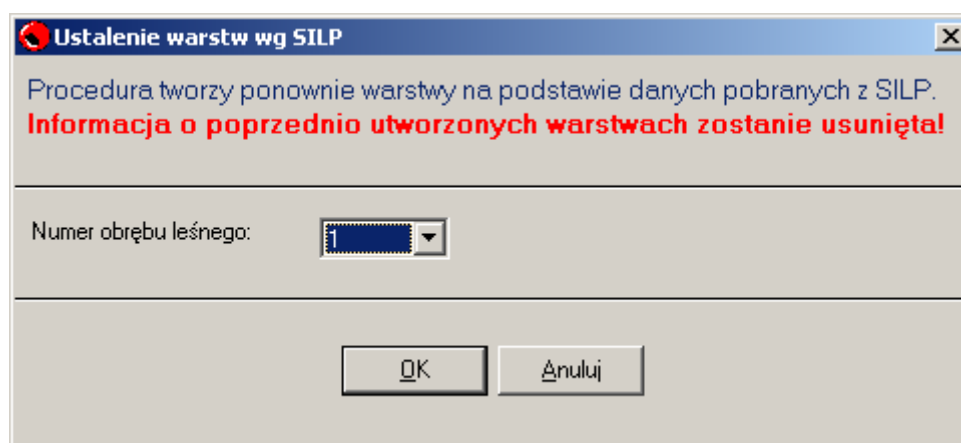 Ustalenie warstw wg SILP
Procedura tworzy ponownie warstwy na podstawie danych pobranych z SILP.
Informacja o poprzednio utworzonych warstwach zostanie usunięta!
Numer obrębu leśnego:
1
OK
Anuluj